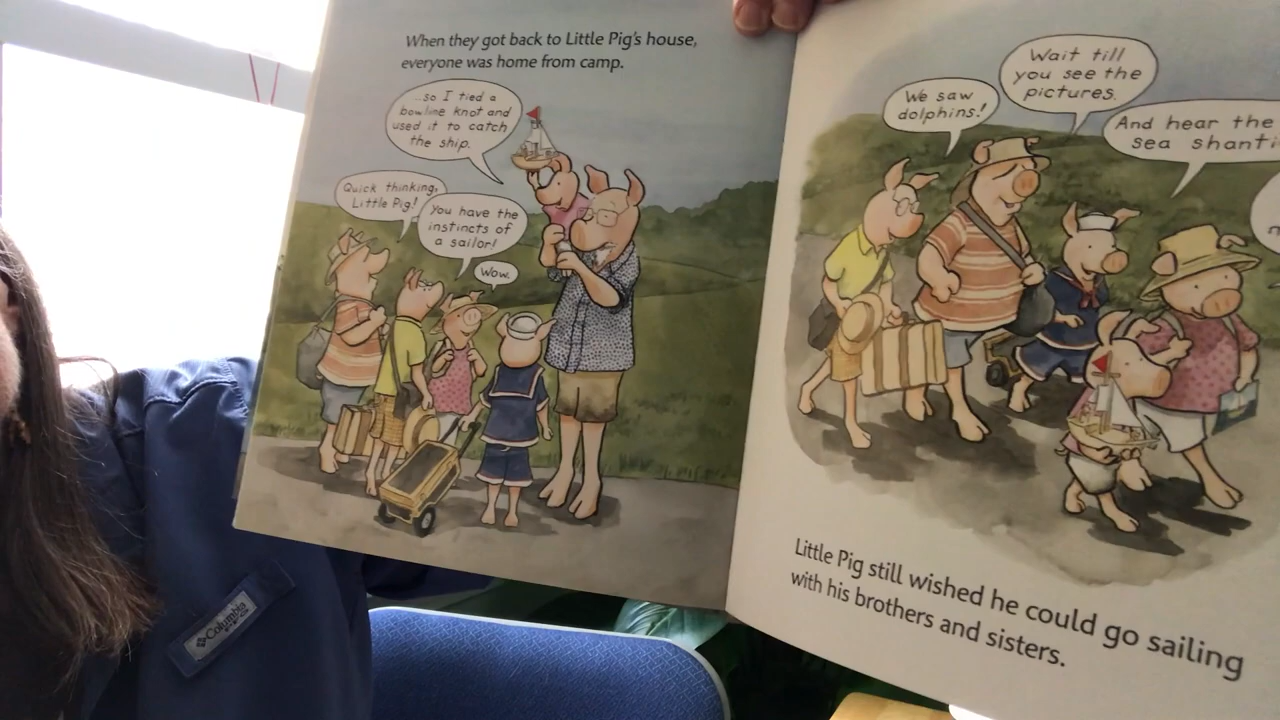 When they got back to Little Pig's house,
everyone was home from camp.
...so I tied a
bowline knot and
used it to catch
the ship.
Quick thinking,
Little Pig!
You have the
instincts of
a sailor!
Wow.
We saw
dolphins!
Wait till
you see the
pictures.
And hear the
sea
Little Pig still wished he could go sailing
with his brothers and sisters.
Columbia